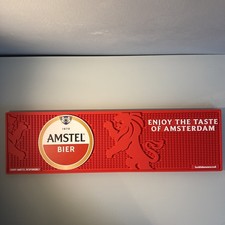 1870
AMSTEL
BIER
ENJOY THE TASTE
OF AMSTERDAM